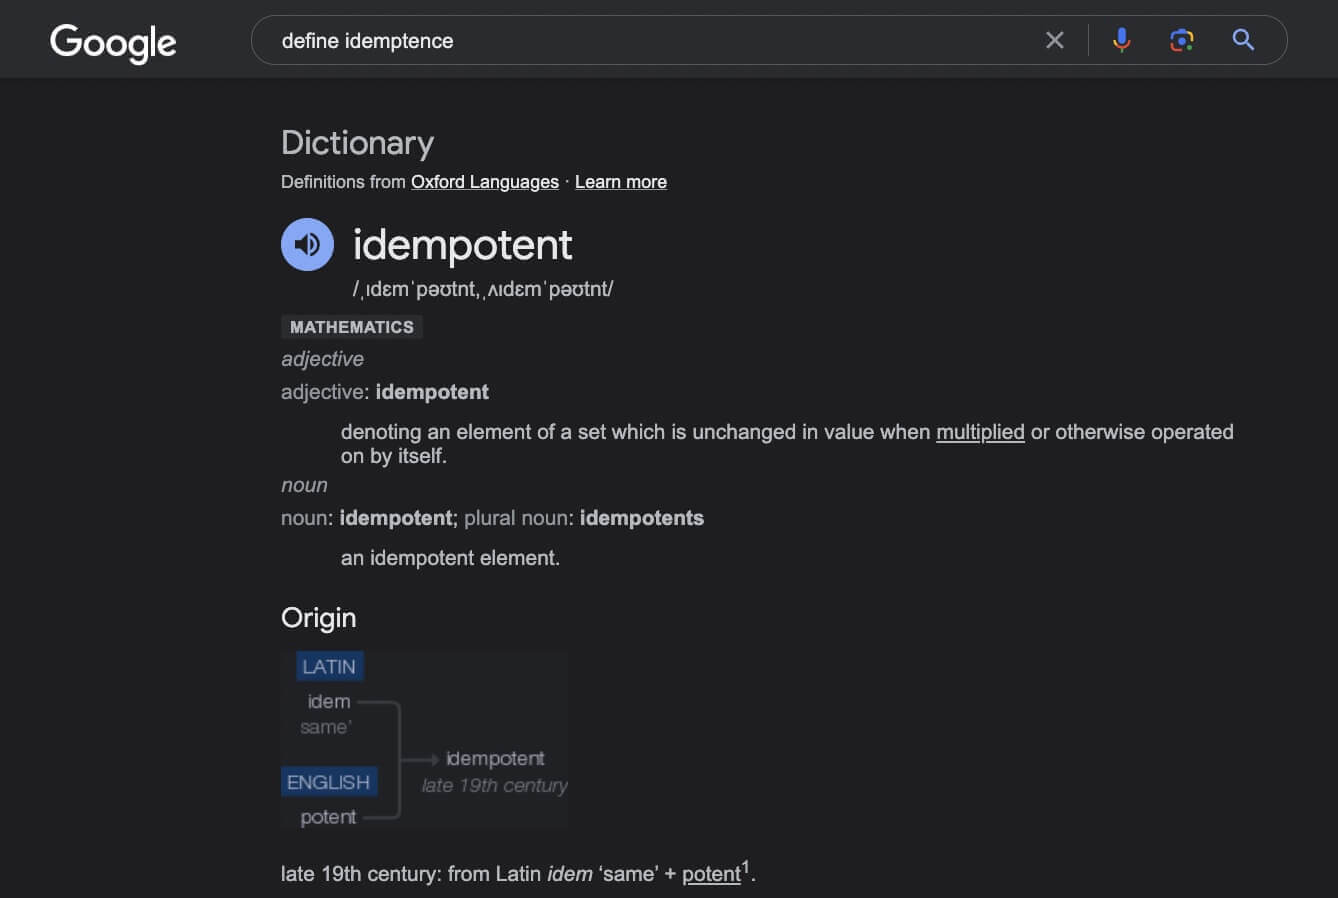 Google
define idemptence
Dictionary
Definitions from Oxford Languages · Learn more
idempotent
/ˌɪdɛmˈpəʊtnt,ˌʌɪdɛmˈpəʊtnt/
MATHEMATICS
adjective
adjective: idempotent
denoting an element of a set which is unchanged in value when multiplied or otherwise operated
on by itself.
noun
noun: idempotent; plural noun: idempotents
an idempotent element.
Origin
LATIN
idem
same’
ENGLISH
potent
idempotent
late 19th century
late 19th century: from Latin idem ‘same’ + potent¹.